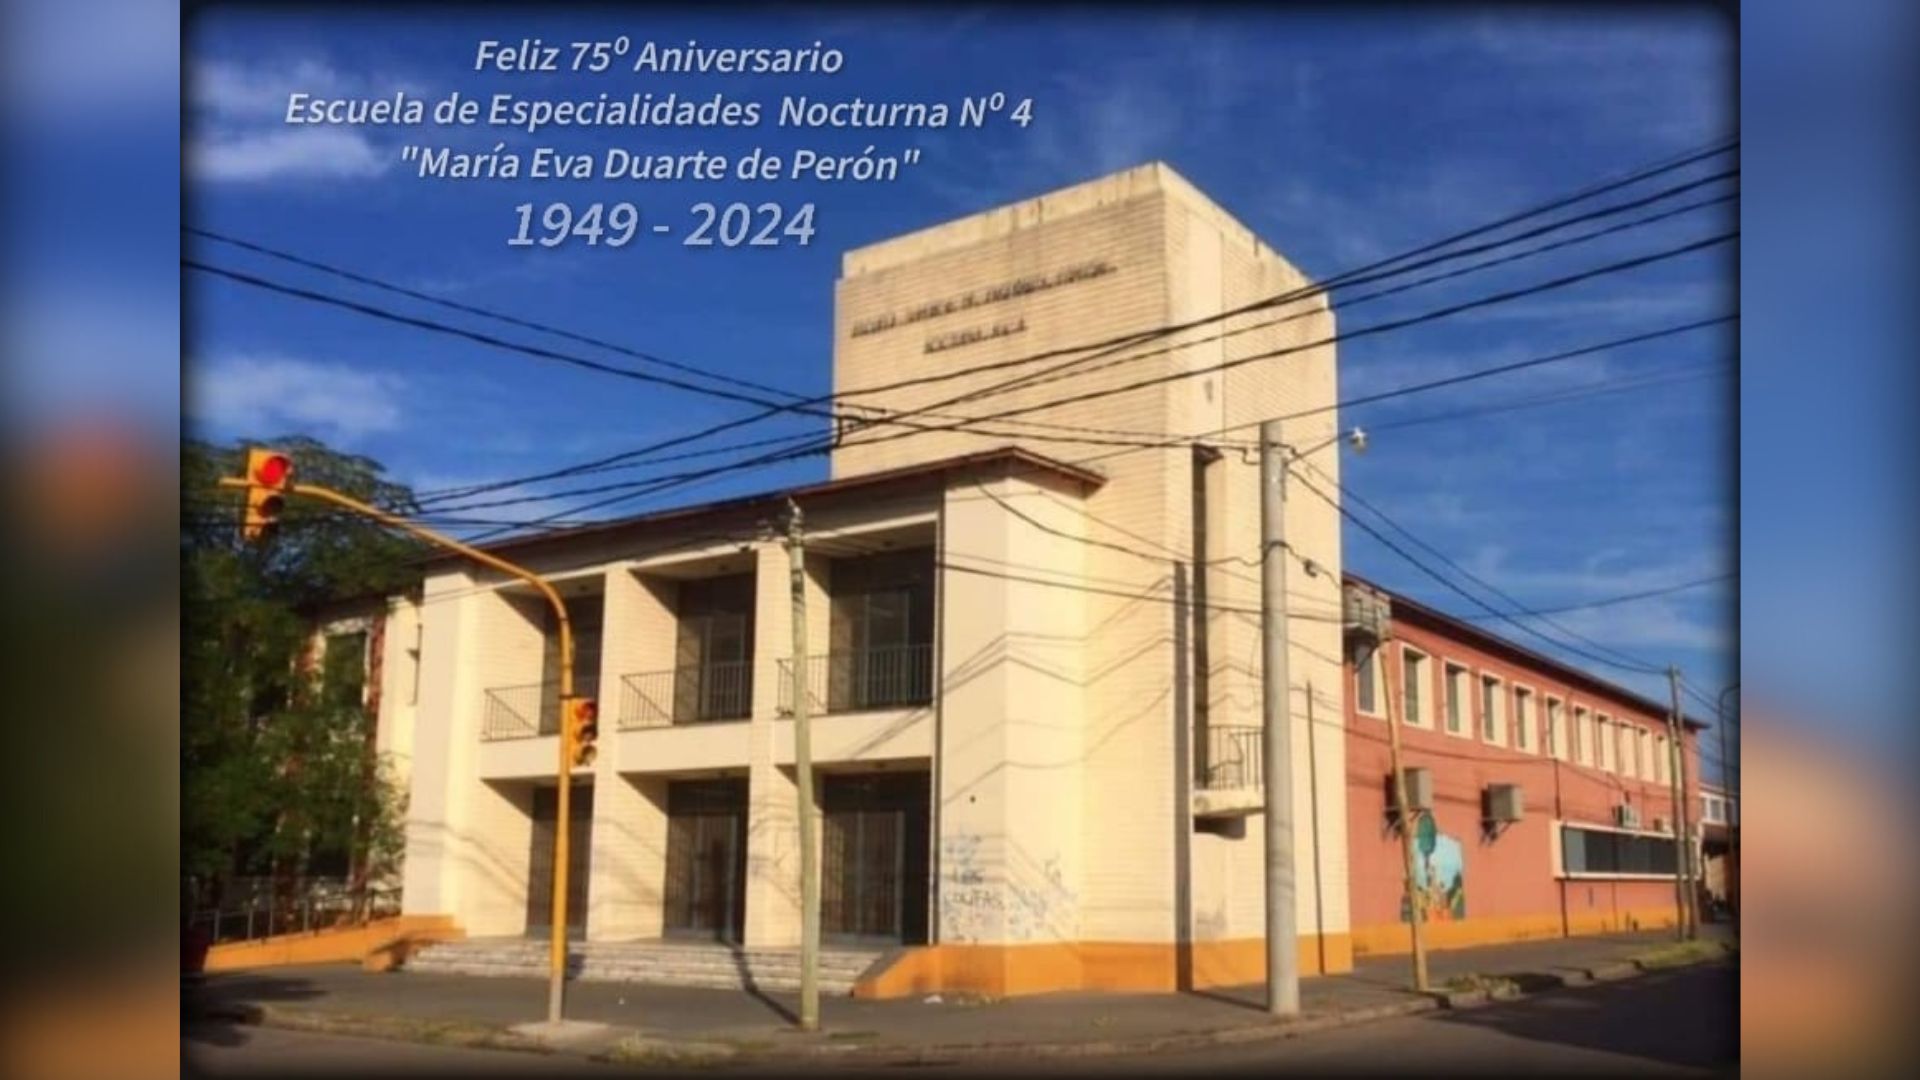 Feliz 75º Aniversario
Escuela de Especialidades Nocturna Nº 4
"María Eva Duarte de Perón"
1949 - 2024